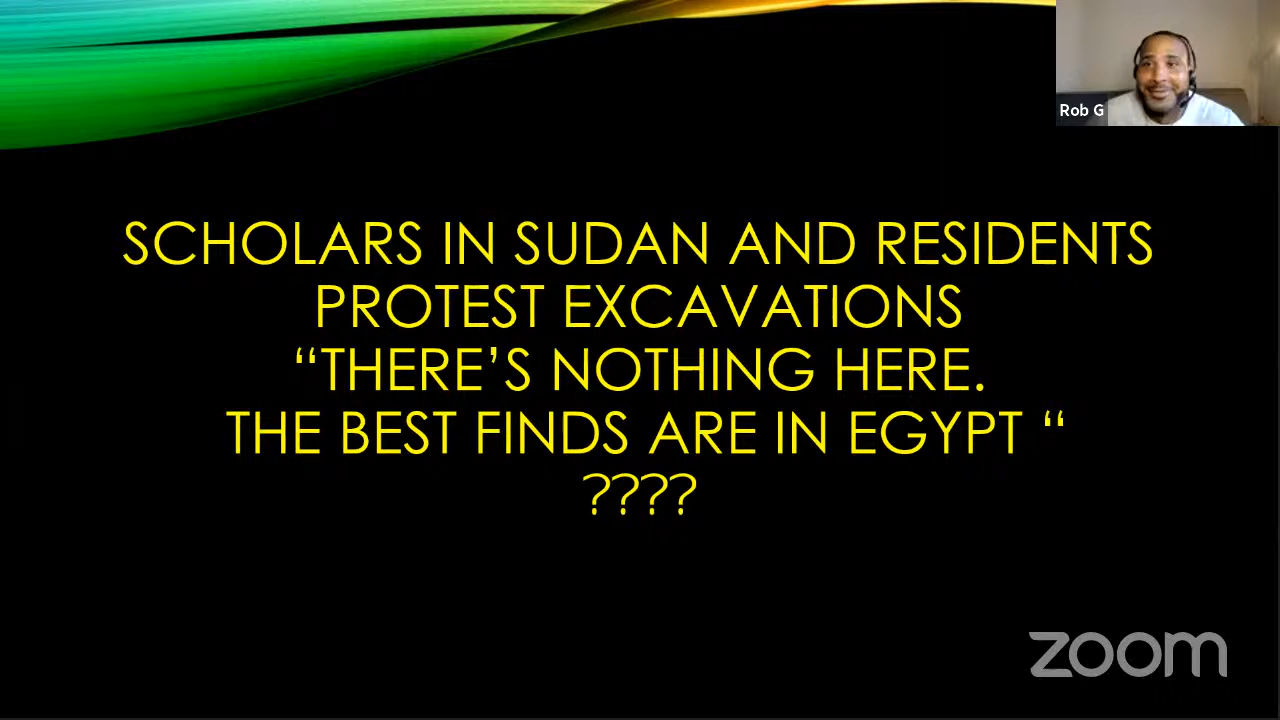 Rob G
SCHOLARS IN SUDAN AND RESIDENTS
PROTEST EXCAVATIONS
“THERE’S NOTHING HERE.
THE BEST FINDS ARE IN EGYPT “
????
zoom